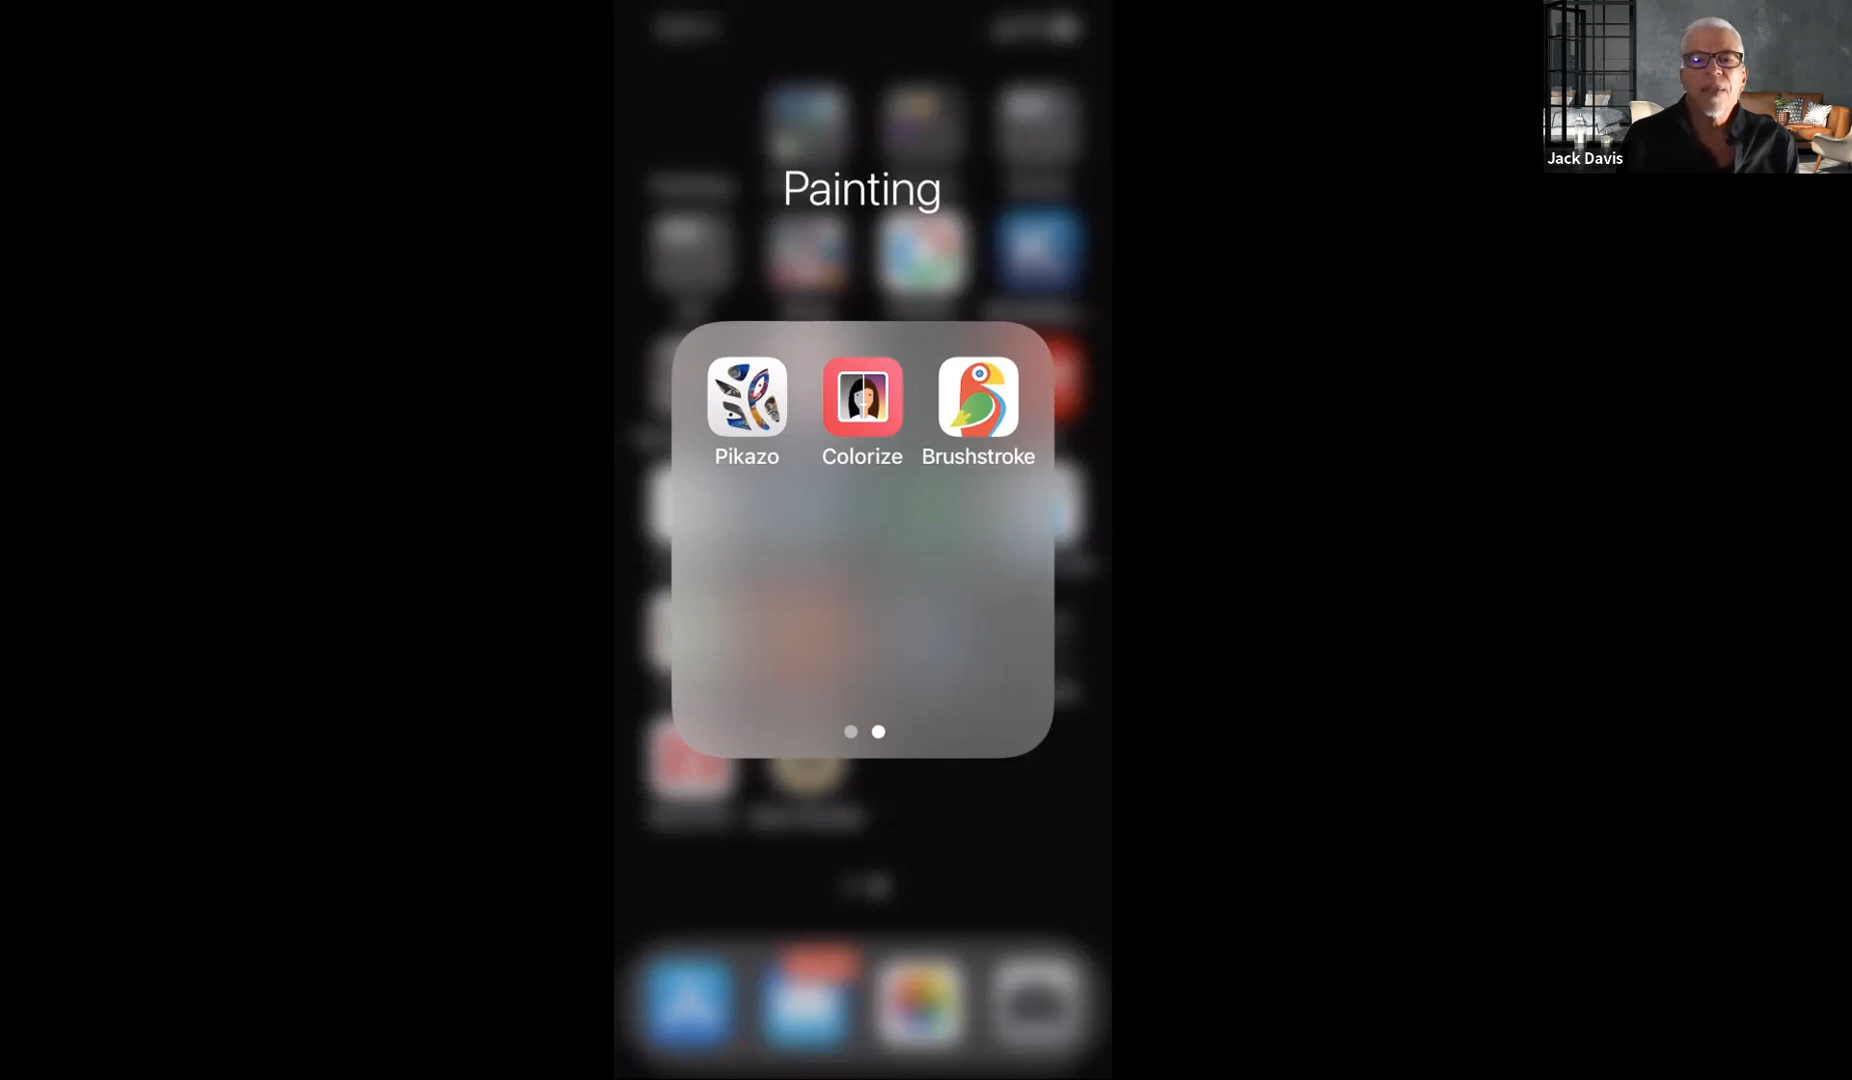 Painting
Pikazo
Colorize
Brushstroke
Jack Davis